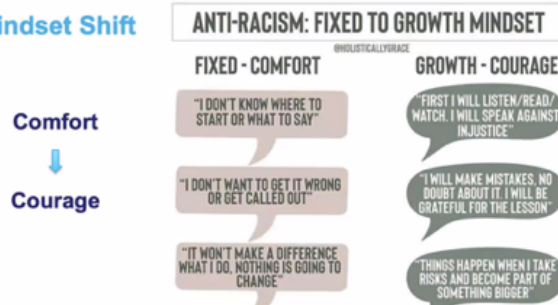 indset Shift
ANTI-RACISM: FIXED TO GROWTH MINDSET
@HOLISTICALLYGRACE
FIXED - COMFORT
GROWTH - COURAGE
Comfort
Courage
"I DON'T KNOW WHERE TO
START OR WHAT TO SAY"
"FIRST I WILL LISTEN/READ/
WATCH. I WILL SPEAK AGAINST
INJUSTICE"
"I DON'T WANT TO GET IT WRONG
OR GET CALLED OUT"
"I WILL MAKE MISTAKES, NO
DOUBT ABOUT IT. I WILL BE
GRATEFUL FOR THE LESSON"
"IT WON'T MAKE A DIFFERENCE
WHAT I DO, NOTHING IS GOING TO
CHANGE"
"THINGS HAPPEN WHEN I TAKE
RISKS AND BECOME PART OF
SOMETHING BIGGER"